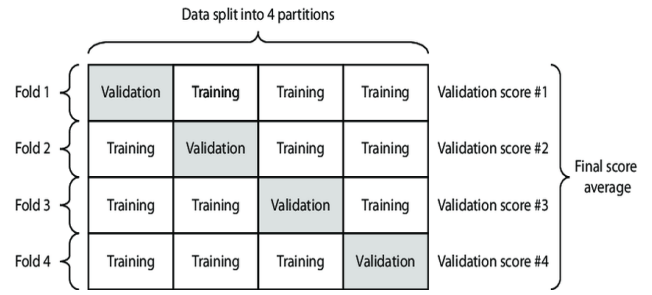 Data split into 4 partitions
Fold 1 Validation Training Training Training Validation score #1
Fold 2 Training Validation Training Training Validation score #2
Fold 3 Training Training Validation Training Validation score #3
Fold 4 Training Training Training Validation Validation score #4
Final score
average